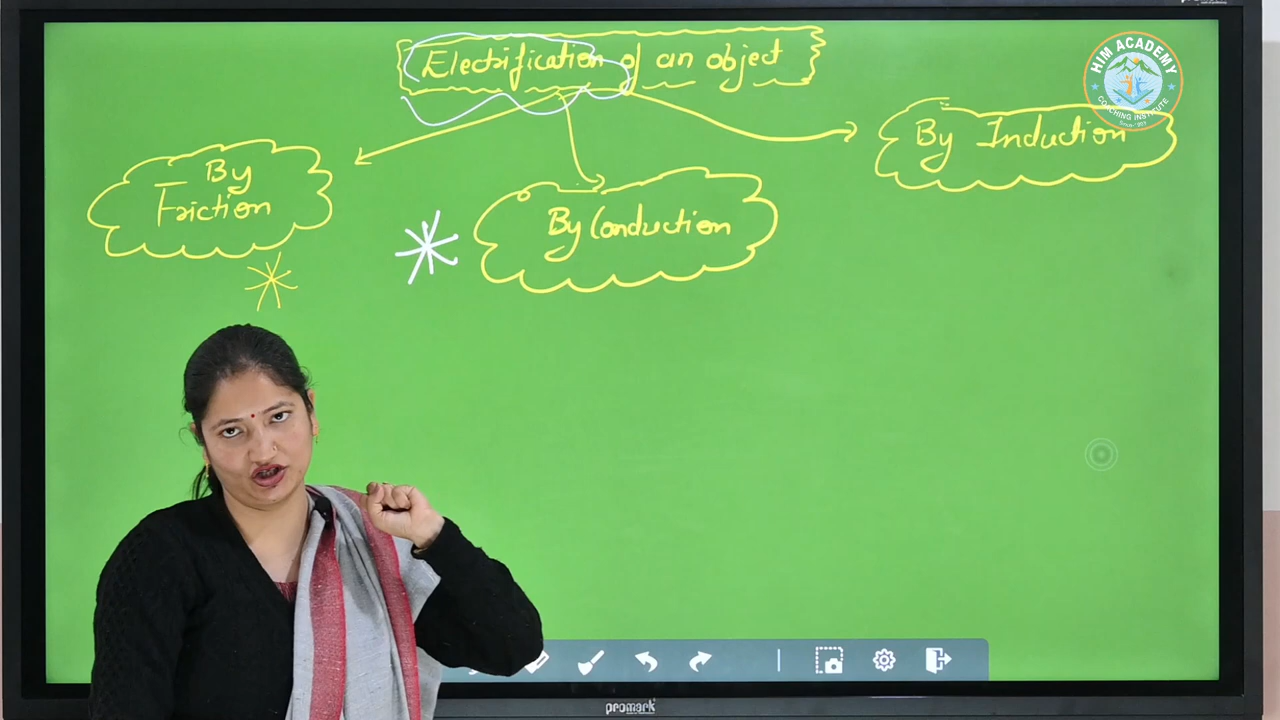 Electrification of an object
By
Friction
By Conduction
By Induction
HIM ACADEMY
COACHING INSTITUTE
promark